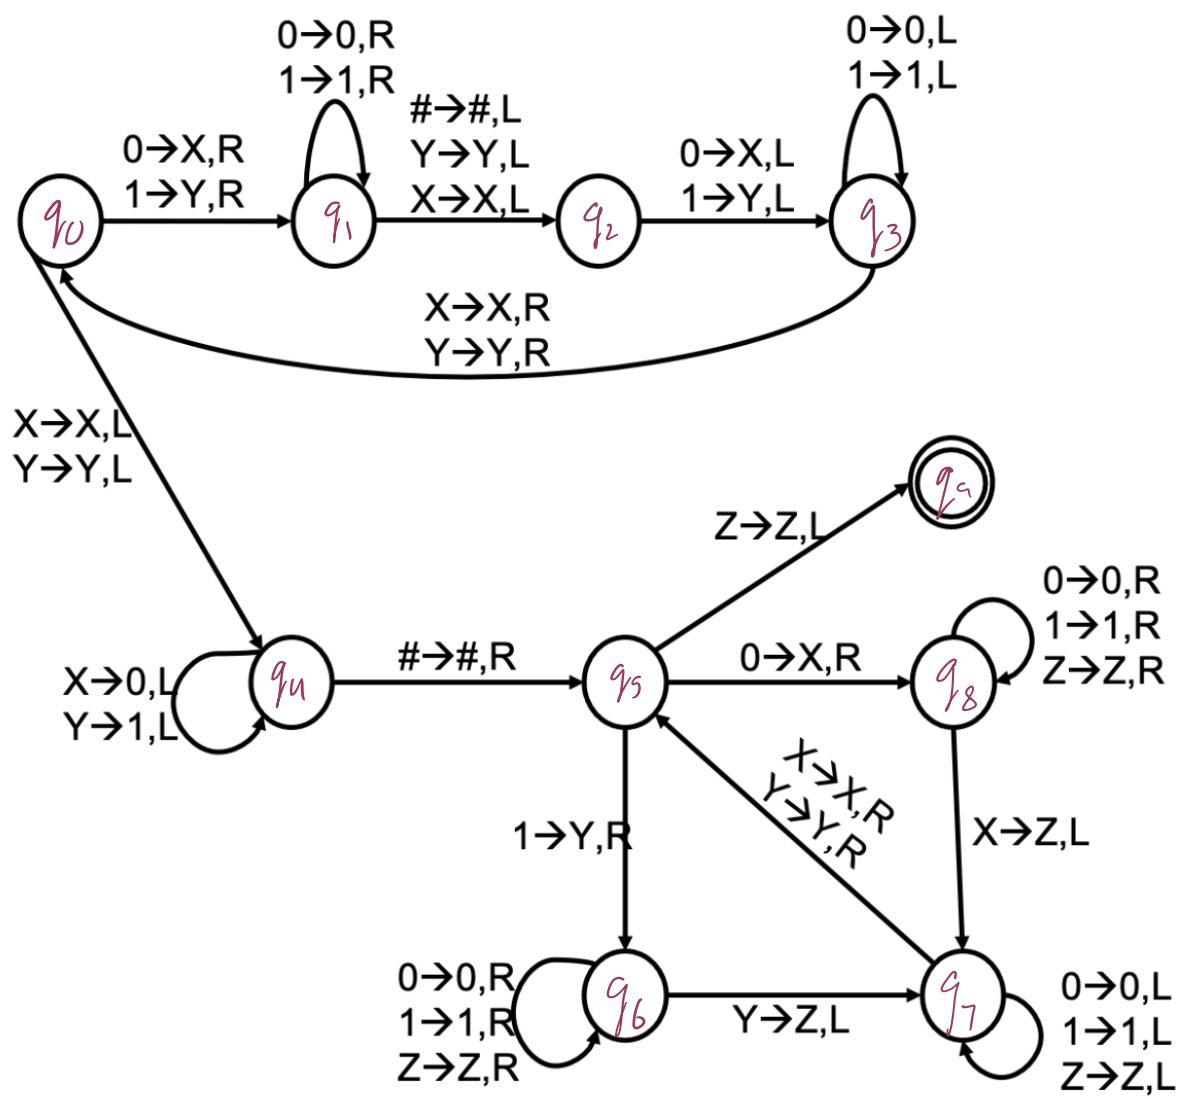 0→0,R
1→1,R
0→0,L
1→1,L
#→#,L
Y→Y,L
X→X,L
0→X,R
1→Y,R
0→X,L
1→Y,L
q0
q1
q2
q3
X→X,R
Y→Y,R
X→X,L
Y→Y,L
qa
Z→Z,L
0→0,R
1→1,R
Z→Z,R
X→0,L
Y→1,L
q4
#→#,R
q5
0→X,R
q8
X→X,R
Y→Y,R
1→Y,R
X→Z,L
0→0,R
1→1,R
Z→Z,R
q6
Y→Z,L
q7
0→0,L
1→1,L
Z→Z,L